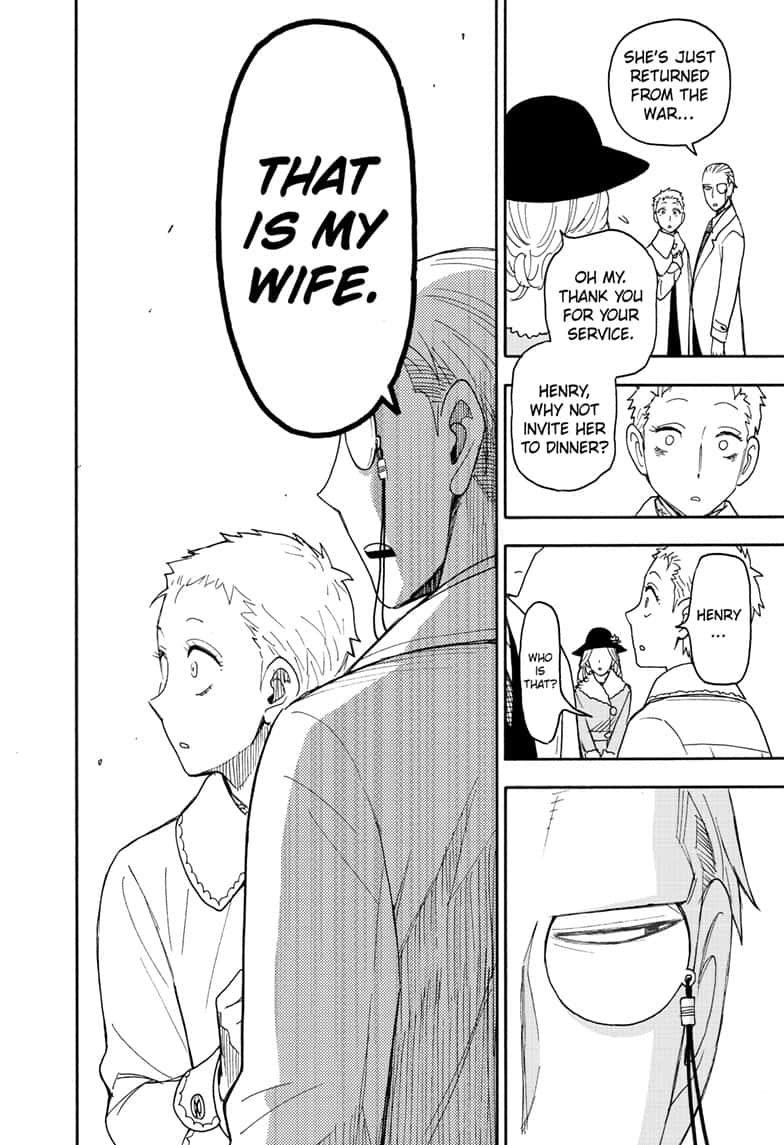 SHE'S JUST
RETURNED
FROM THE
WAR...
OH MY.
THANK YOU
FOR YOUR
SERVICE.
HENRY,
WHY NOT
INVITE HER
TO DINNER?
HENRY
...
WHO
IS
THAT?
THAT
IS MY
WIFE.